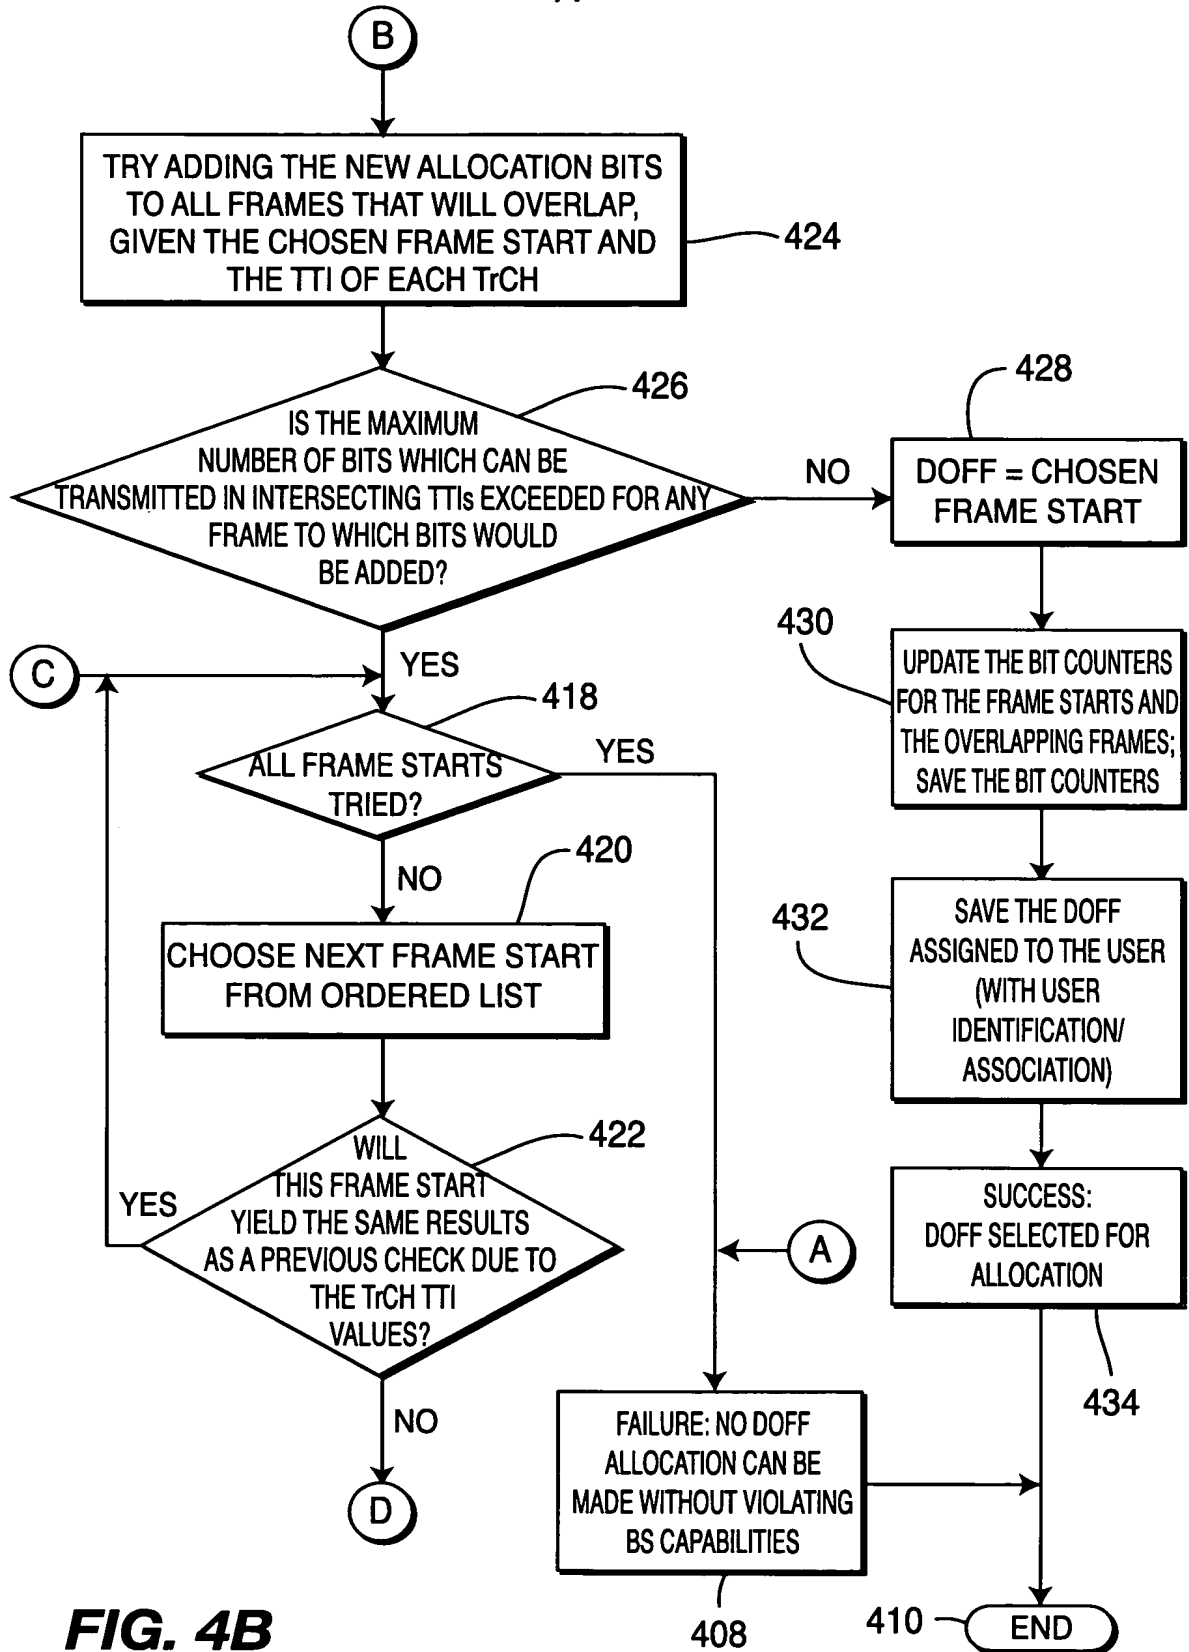 B
TRY ADDING THE NEW ALLOCATION BITS
TO ALL FRAMES THAT WILL OVERLAP,
GIVEN THE CHOSEN FRAME START AND
THE TTI OF EACH TrCH
424
IS THE MAXIMUM
NUMBER OF BITS WHICH CAN BE
TRANSMITTED IN INTERSECTING TTIs EXCEEDED FOR ANY
FRAME TO WHICH BITS WOULD
BE ADDED?
426
NO
428
DOFF = CHOSEN
FRAME START
430
UPDATE THE BIT COUNTERS
FOR THE FRAME STARTS AND
THE OVERLAPPING FRAMES;
SAVE THE BIT COUNTERS
C
YES
418
ALL FRAME STARTS
TRIED?
YES
NO
420
CHOOSE NEXT FRAME START
FROM ORDERED LIST
432
SAVE THE DOFF
ASSIGNED TO THE USER
(WITH USER
IDENTIFICATION/
ASSOCIATION)
422
WILL
THIS FRAME START
YIELD THE SAME RESULTS
AS A PREVIOUS CHECK DUE TO
THE TrCH TTI
VALUES?
YES
A
SUCCESS:
DOFF SELECTED FOR
ALLOCATION
434
NO
D
FAILURE: NO DOFF
ALLOCATION CAN BE
MADE WITHOUT VIOLATING
BS CAPABILITIES
408
410
END
FIG. 4B